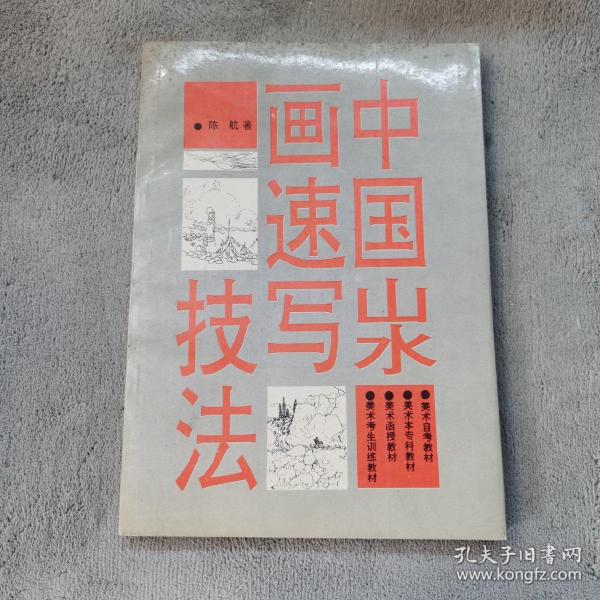 中国山水
画速写
技法
●陈 航著
●美术自考教材
●美术本专科教材
●美术函授教材
●美术考生训练教材
孔夫子旧书网
www.kongfz.com